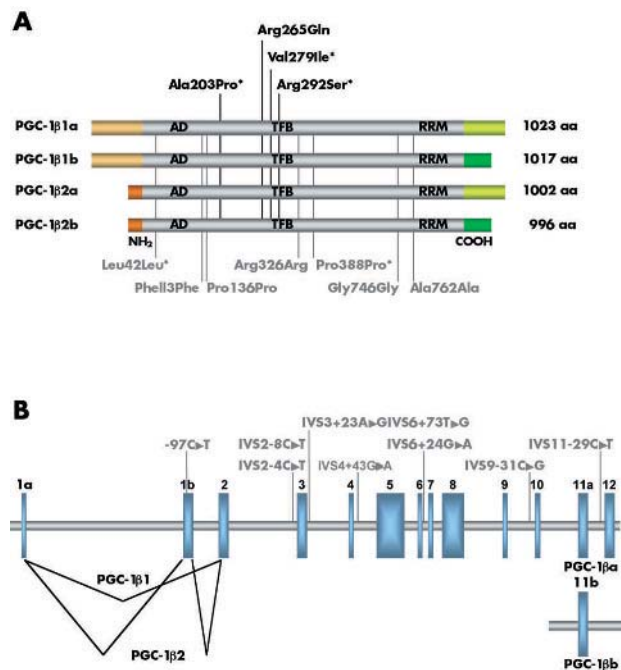 A
Arg265Gln
Val279Ile*
Ala203Pro* Arg292Ser*
PGC-1β1a AD TFB RRM 1023 aa
PGC-1β1b AD TFB RRM 1017 aa
PGC-1β2a AD TFB RRM 1002 aa
PGC-1β2b AD TFB RRM 996 aa
NH₂ COOH
Leu42Leu* Arg326Arg Pro388Pro*
Phell3Phe Pro136Pro Gly746Gly Ala762Ala
B
IVS3+23A▶G IVS6+73T▶G
-97C▶T IVS2-8C▶T IVS6+24G▶A IVS11-29C▶T
IVS2-4C▶T IVS4+43G▶A IVS9-31C▶G
1a 1b 2 3 4 5 6 7 8 9 10 11a 12
PGC-1β1 PGC-1βa
11b
PGC-1β2 PGC-1βb